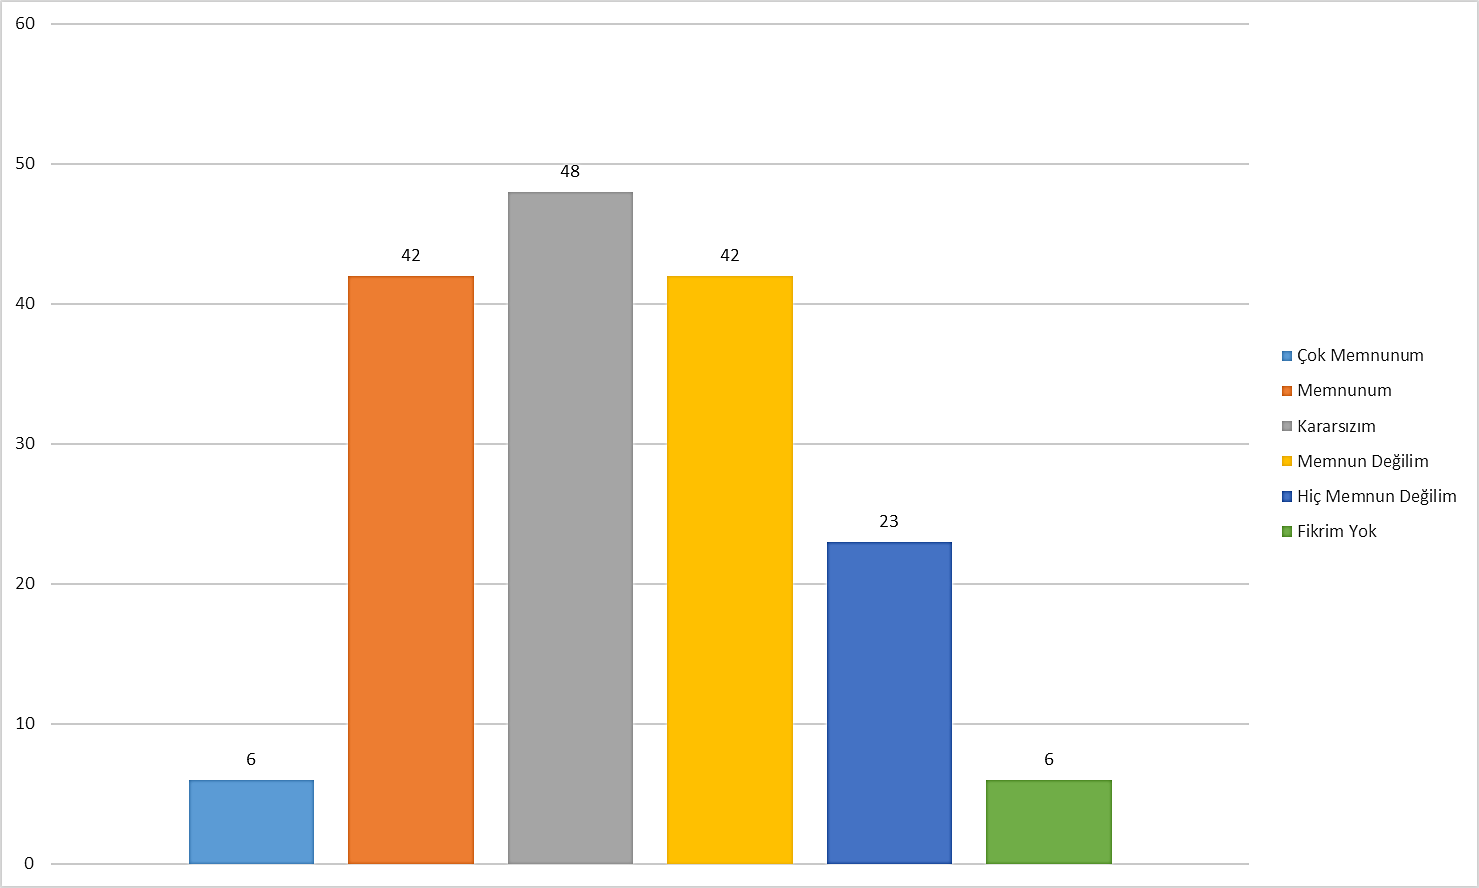 60
50
40
30
20
10
0
6
42
48
42
23
6
Çok Memnunum
Memnunum
Kararsızım
Memnun Değilim
Hiç Memnun Değilim
Fikrim Yok